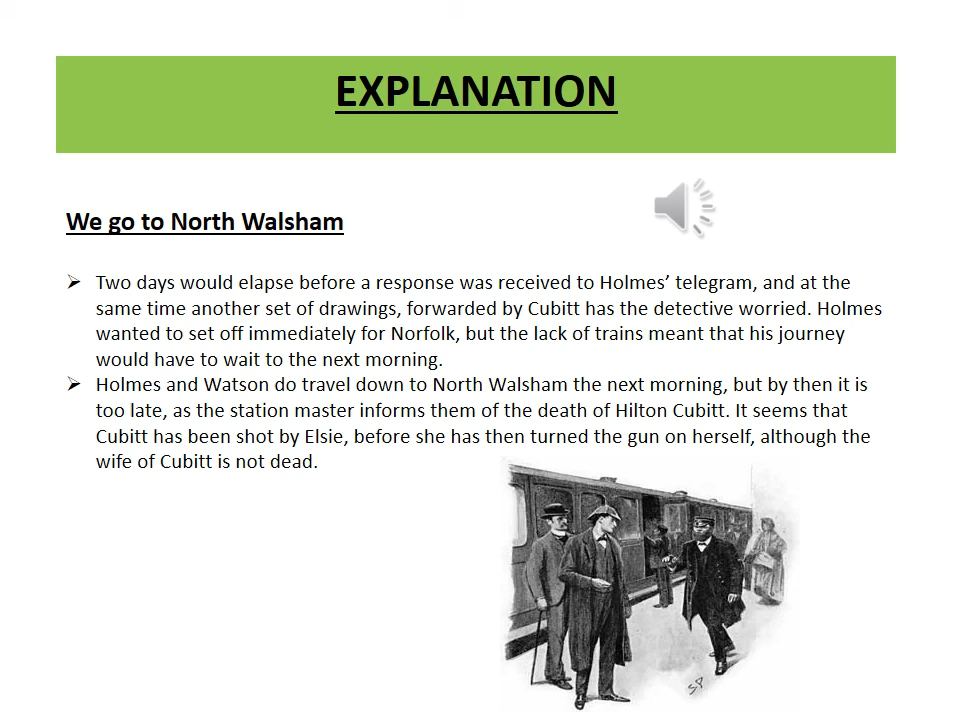 EXPLANATION
We go to North Walsham
➢ Two days would elapse before a response was received to Holmes’ telegram, and at the
same time another set of drawings, forwarded by Cubitt has the detective worried. Holmes
wanted to set off immediately for Norfolk, but the lack of trains meant that his journey
would have to wait to the next morning.
➢ Holmes and Watson do travel down to North Walsham the next morning, but by then it is
too late, as the station master informs them of the death of Hilton Cubitt. It seems that
Cubitt has been shot by Elsie, before she has then turned the gun on herself, although the
wife of Cubitt is not dead.
SP